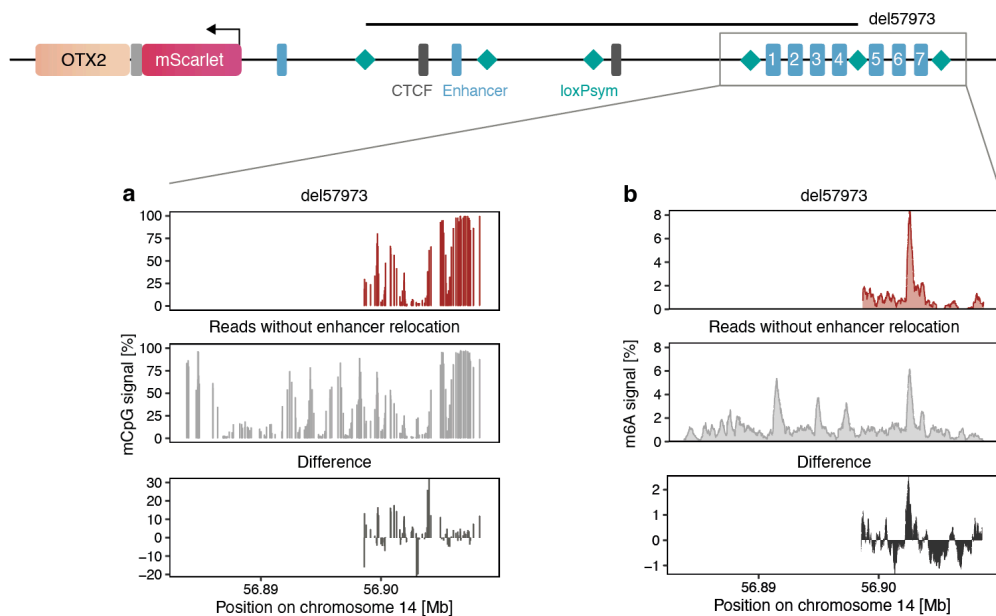 del57973
OTX2 mScarlet 1 2 3 4 5 6 7
CTCF Enhancer loxPsym
a
del57973
100
75
50
25
0
Reads without enhancer relocation
100
75
50
25
0
mCpG signal [%]
Difference
30
20
10
0
−10
−20
56.89 56.90
Position on chromosome 14 [Mb]
b
del57973
8
6
4
2
0
Reads without enhancer relocation
8
6
4
2
0
m6A signal [%]
Difference
2
1
0
−1
56.89 56.90
Position on chromosome 14 [Mb]